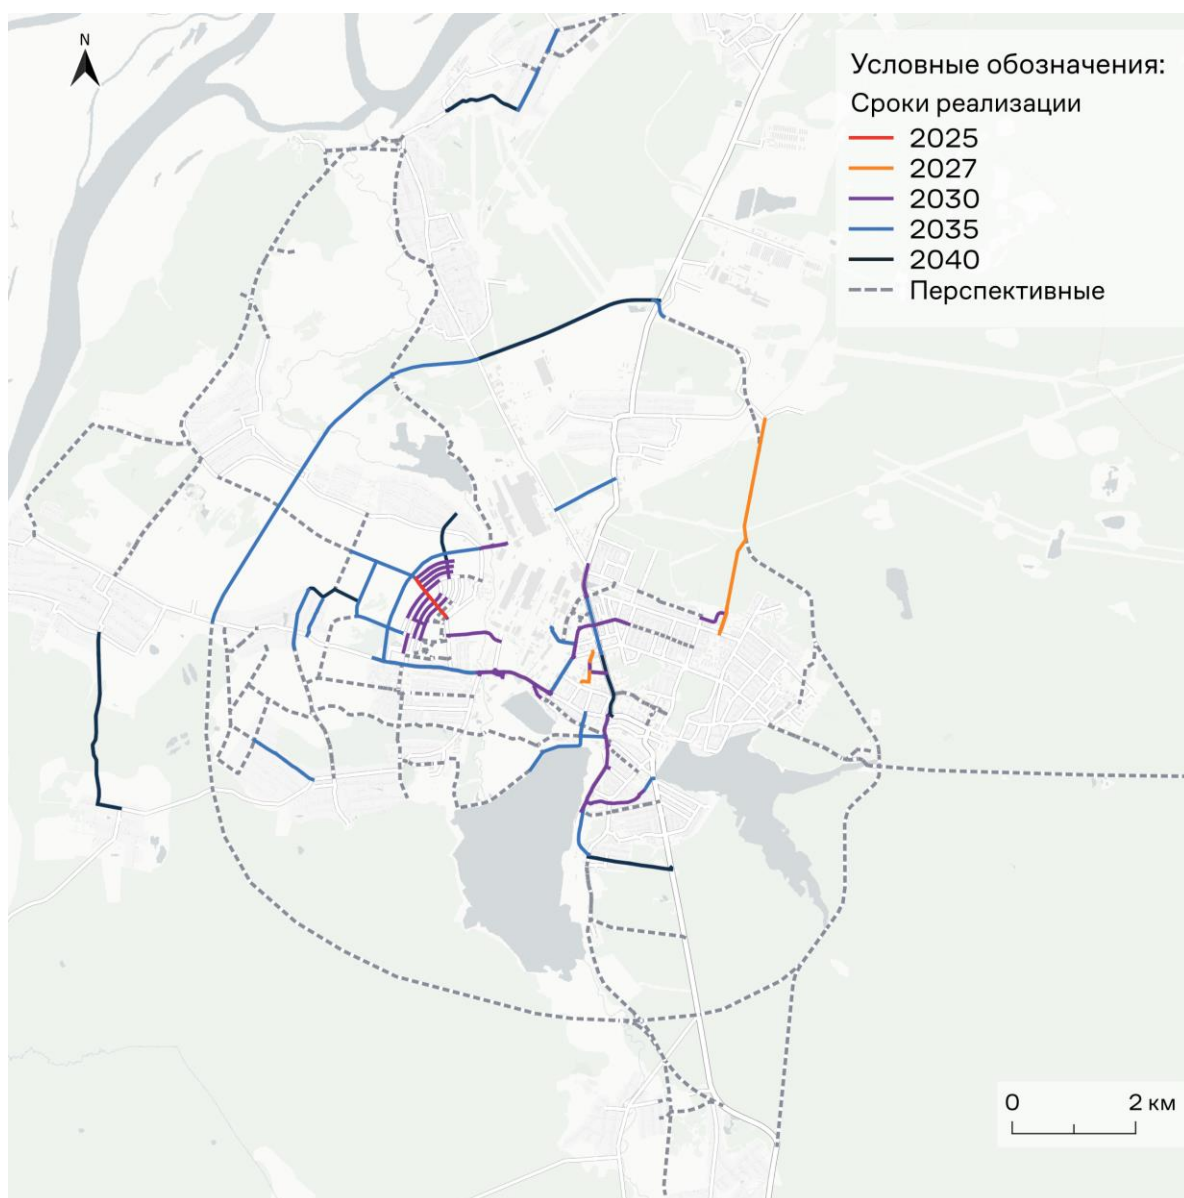 N
Условные обозначения:
Сроки реализации
2025
2027
2030
2035
2040
Перспективные
0 2 км